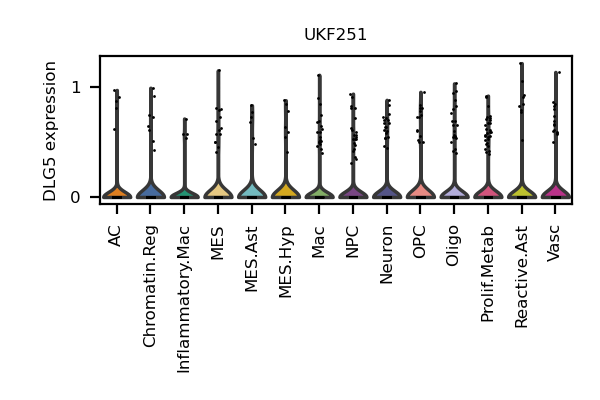 UKF251
DLG5 expression
1
0
AC
Chromatin.Reg
Inflammatory.Mac
MES
MES.Ast
MES.Hyp
Mac
NPC
Neuron
OPC
Oligo
Prolif.Metab
Reactive.Ast
Vasc